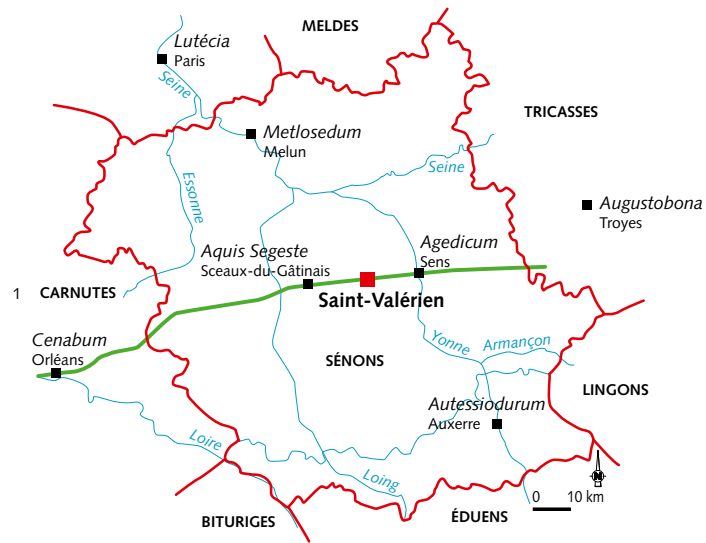 MELDES
Lutécia
Paris
Seine
TRICASSES
Metlosedum
Melun
Seine
Essonne
Augustobona
Troyes
Aquis Segeste
Sceaux-du-Gâtinais
Agedicum
Sens
1
CARNUTES
Saint-Valérien
Cenabum
Orléans
Yonne
Armançon
SÉNONS
LINGONS
Autessiodurum
Auxerre
Loire
Loing
N
0 10 km
BITURIGES
ÉDUENS